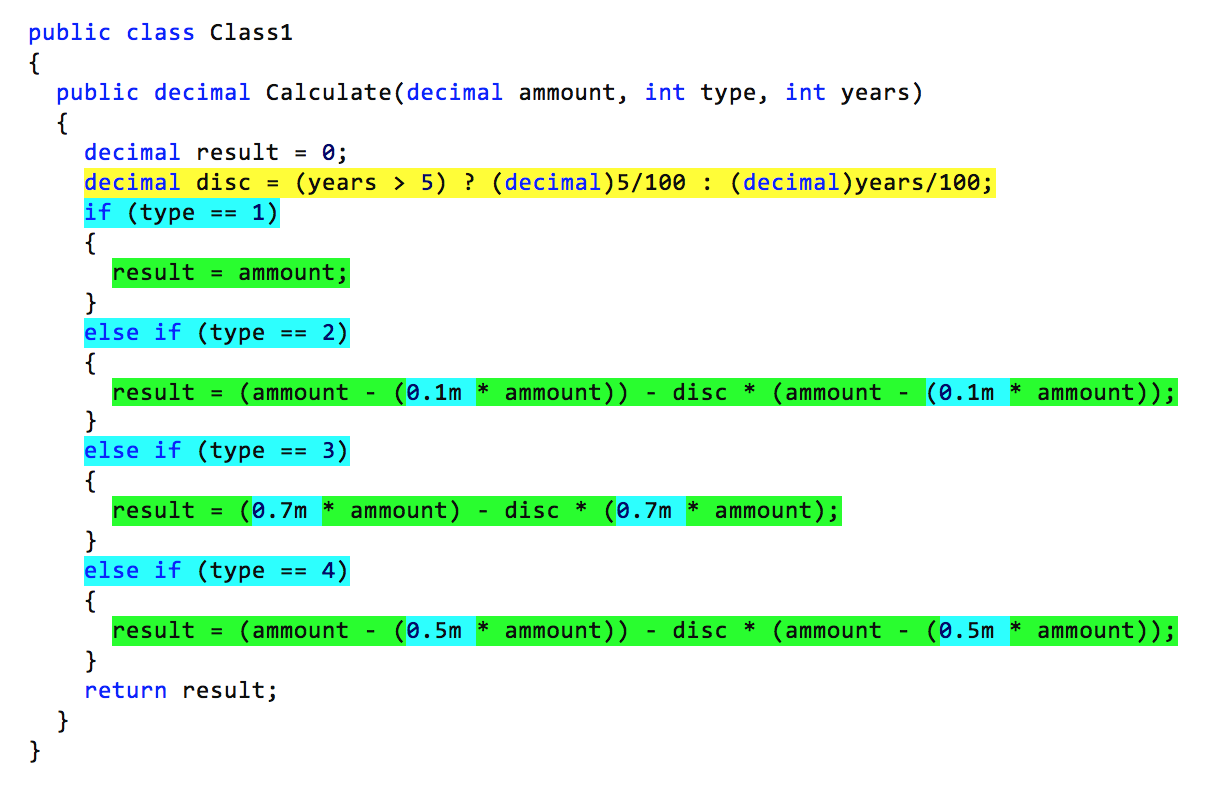 public class Class1
{
  public decimal Calculate(decimal ammount, int type, int years)
  {
    decimal result = 0;
    decimal disc = (years > 5) ? (decimal)5/100 : (decimal)years/100;
    if (type == 1)
    {
      result = ammount;
    }
    else if (type == 2)
    {
      result = (ammount - (0.1m * ammount)) - disc * (ammount - (0.1m * ammount));
    }
    else if (type == 3)
    {
      result = (0.7m * ammount) - disc * (0.7m * ammount);
    }
    else if (type == 4)
    {
      result = (ammount - (0.5m * ammount)) - disc * (ammount - (0.5m * ammount));
    }
    return result;
  }
}